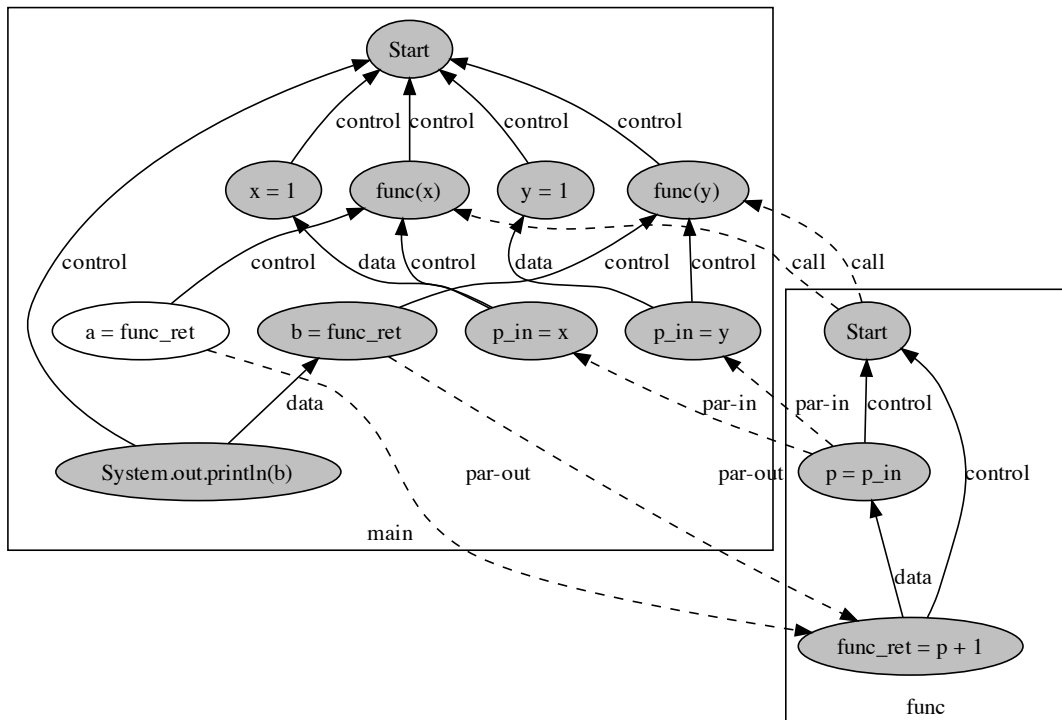 Start
control
control
control
control
x = 1
func(x)
y = 1
func(y)
control
control
data
control
data
control
control
call
call
a = func_ret
b = func_ret
p_in = x
p_in = y
Start
data
par-in
par-in
control
System.out.println(b)
par-out
par-out
p = p_in
control
main
data
func_ret = p + 1
func